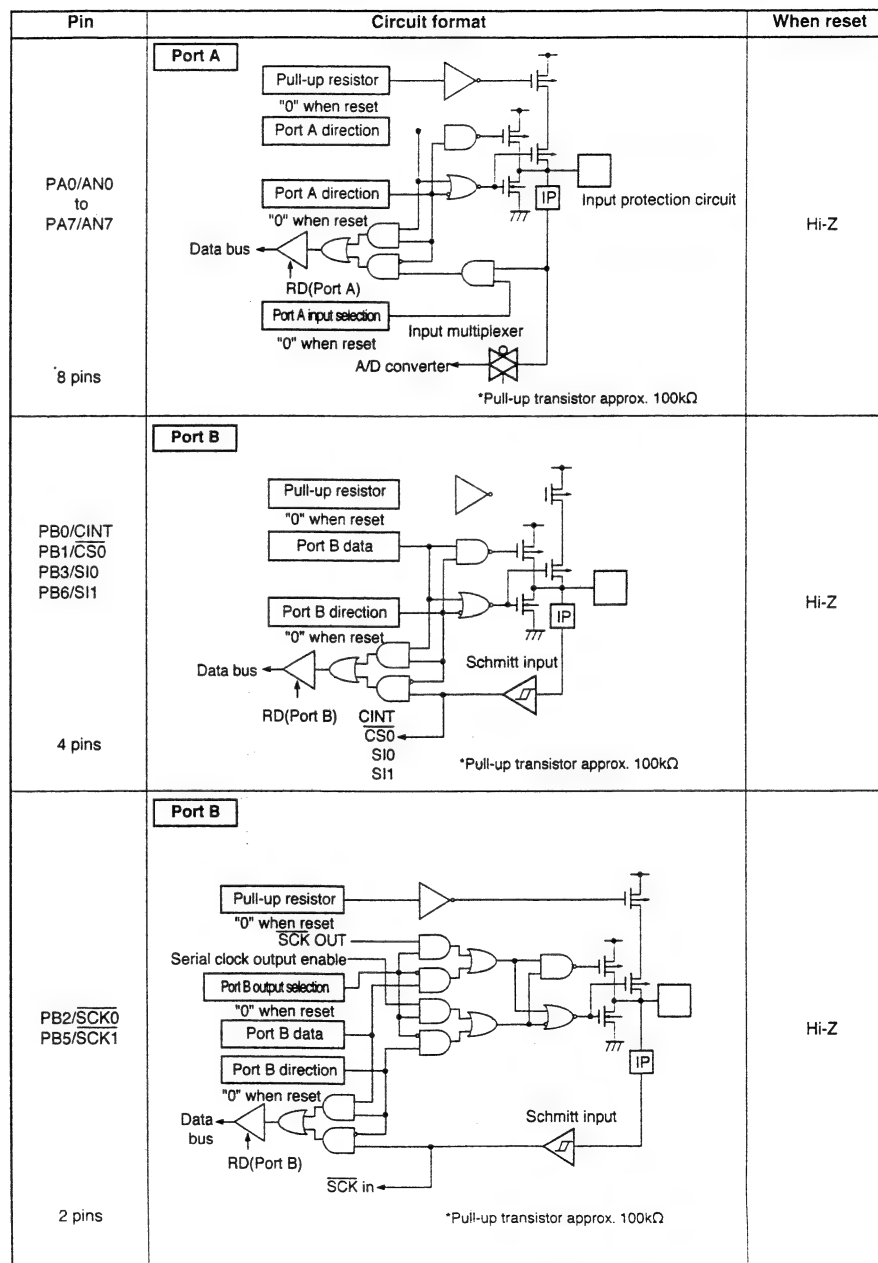 Pin
Circuit format
When reset
PA0/AN0
to
PA7/AN7
8 pins
Port A
Pull-up resistor
"0" when reset
Port A direction
Port A direction
"0" when reset
Data bus
RD(Port A)
Port A input selection
"0" when reset
Input multiplexer
A/D converter
IP
Input protection circuit
*Pull-up transistor approx. 100kΩ
Hi-Z
PB0/CINT
PB1/C̅S̅0̅
PB3/SI0
PB6/SI1
4 pins
Port B
Pull-up resistor
"0" when reset
Port B data
Port B direction
"0" when reset
Data bus
RD(Port B)
CINT
C̅S̅0̅
SI0
SI1
Schmitt input
IP
*Pull-up transistor approx. 100kΩ
Hi-Z
PB2/S̅C̅K̅0̅
PB5/S̅C̅K̅1̅
2 pins
Port B
Pull-up resistor
"0" when reset
S̅C̅K̅ OUT
Serial clock output enable
Port B output selection
"0" when reset
Port B data
Port B direction
"0" when reset
Data
bus
RD(Port B)
S̅C̅K̅ in
Schmitt input
IP
*Pull-up transistor approx. 100kΩ
Hi-Z